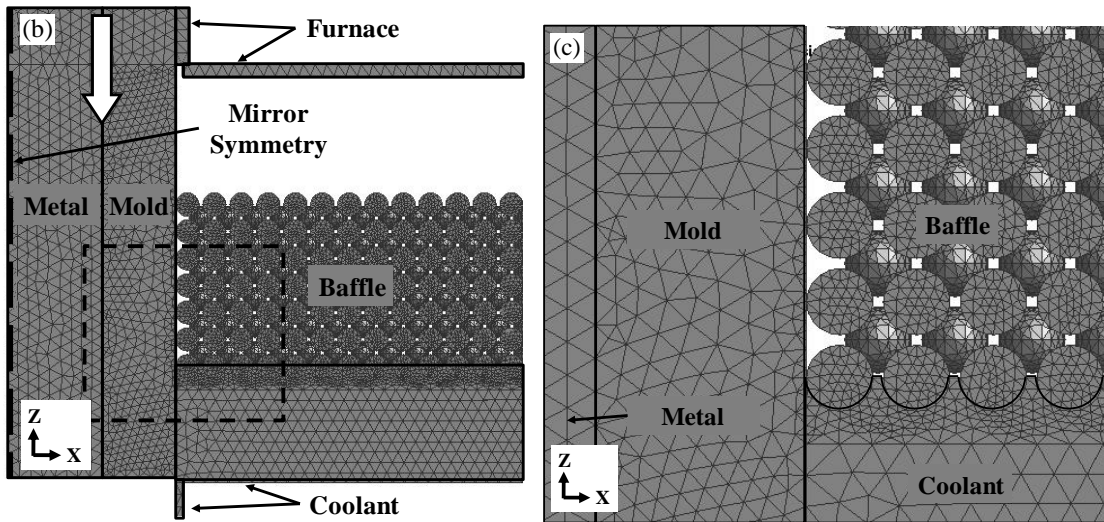 (b)
Furnace
Mirror
Symmetry
Metal
Mold
Baffle
Z
X
Coolant
(c)
Mold
Baffle
Metal
Z
X
Coolant